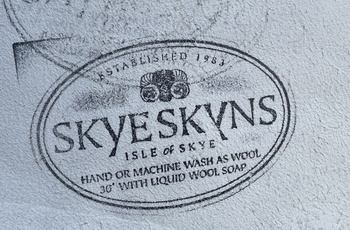 ESTABLISHED 1983
SKYESKYNS
ISLE of SKYE
HAND OR MACHINE WASH AS WOOL
30° WITH LIQUID WOOL SOAP